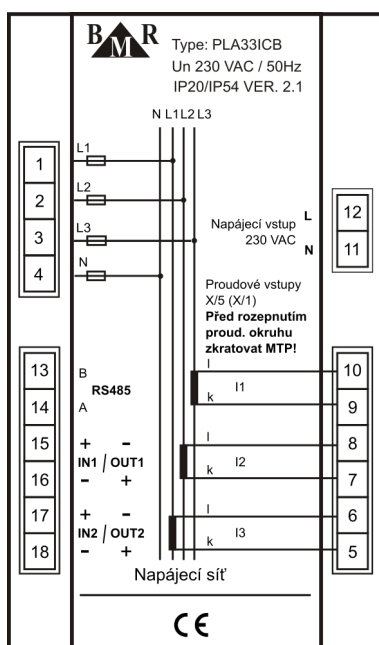 BMR
Type: PLA33ICB
Un 230 VAC / 50Hz
IP20/IP54 VER. 2.1
N L1 L2 L3
1 L1
2 L2
3 L3
4 N
Napájecí vstup L 12
230 VAC N 11
Proudové vstupy
X/5 (X/1)
Před rozepnutím
proud. okruhu
zkratovat MTP!
13 B
RS485
14 A
l I1 10
k 9
15 + -
IN1 / OUT1
16 - +
l I2 8
k 7
17 + -
IN2 / OUT2
18 - +
l I3 6
k 5
Napájecí síť
CE